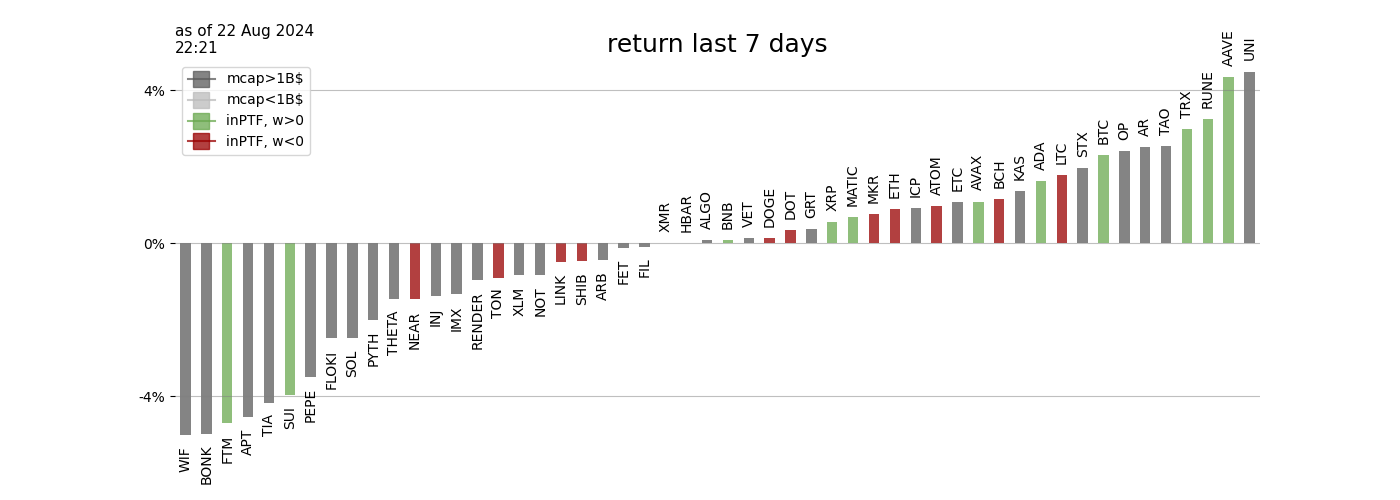 as of 22 Aug 2024
22:21
return last 7 days
mcap>1B$
mcap<1B$
inPTF, w>0
inPTF, w<0
4%
0%
-4%
WIF
BONK
FTM
APT
TIA
SUI
PEPE
FLOKI
SOL
PYTH
THETA
NEAR
INJ
IMX
RENDER
TON
XLM
NOT
LINK
SHIB
ARB
FET
FIL
XMR
HBAR
ALGO
BNB
VET
DOGE
DOT
GRT
XRP
MATIC
MKR
ETH
ICP
ATOM
ETC
AVAX
BCH
KAS
ADA
LTC
STX
BTC
OP
AR
TAO
TRX
RUNE
AAVE
UNI